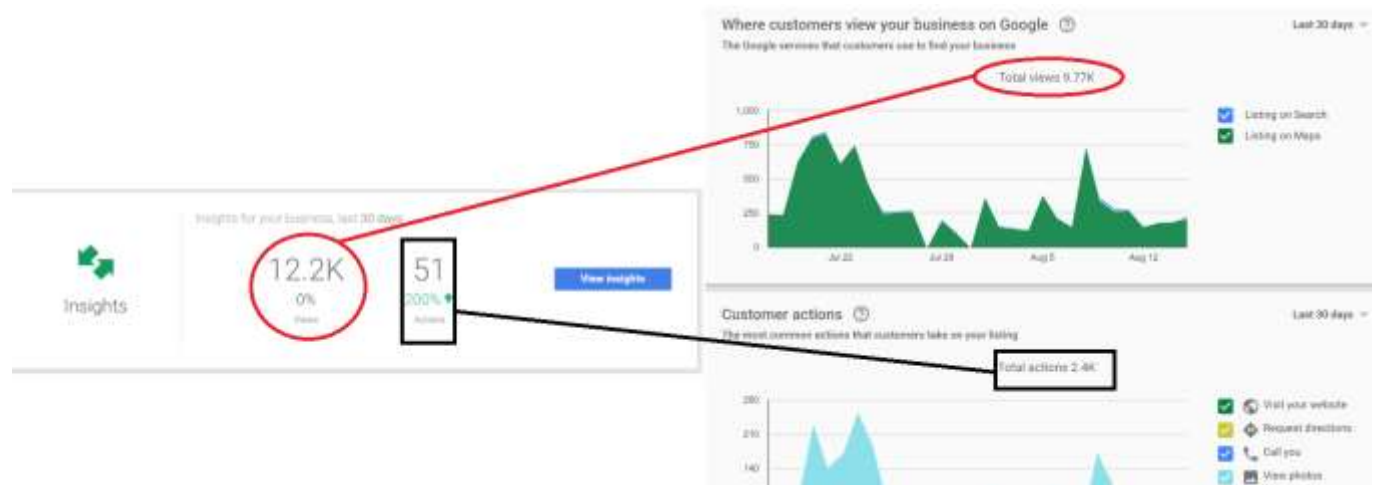 Insights
Insights for your business, last 30 days
12.2K
0%
Views
51
200%
Actions
View insights
Where customers view your business on Google
Last 30 days
The Google services that customers use to find your business
Total views 9.77K
1,000
750
500
250
0
Jul 22
Jul 29
Aug 5
Aug 12
Listing on Search
Listing on Maps
Customer actions
Last 30 days
The most common actions that customers take on your listing
Total actions 2.4K
280
210
140
Visit your website
Request directions
Call you
View photos